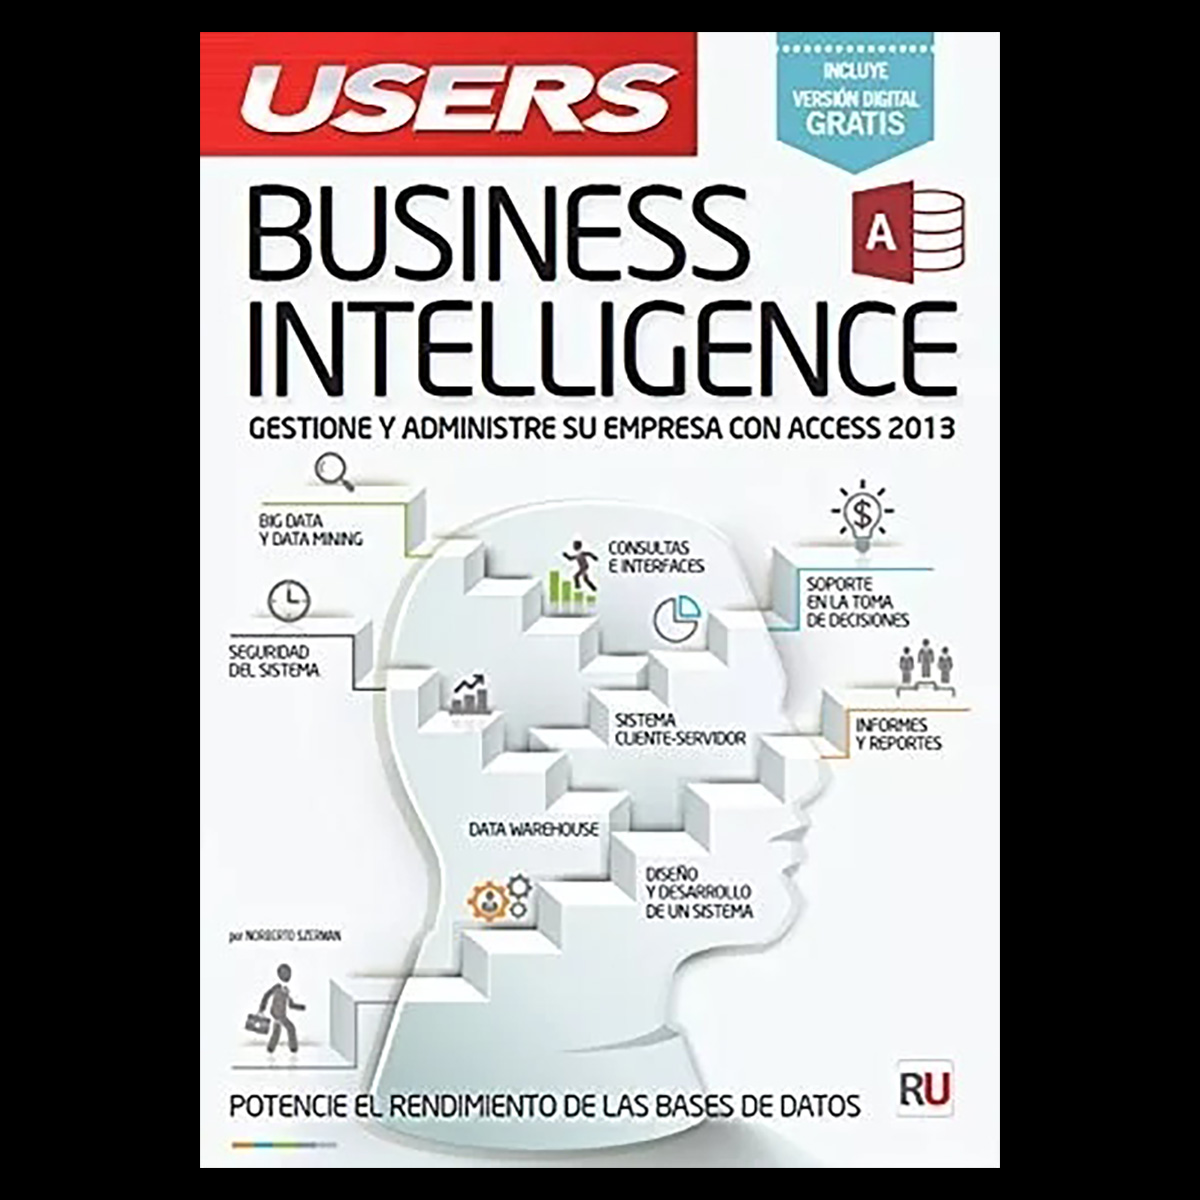 USERS
INCLUYE
VERSIÓN DIGITAL
GRATIS
BUSINESS
A
INTELLIGENCE
GESTIONE Y ADMINISTRE SU EMPRESA CON ACCESS 2013
BIG DATA
Y DATA MINING
CONSULTAS
E INTERFACES
$
SOPORTE
EN LA TOMA
DE DECISIONES
SEGURIDAD
DEL SISTEMA
SISTEMA
CLIENTE-SERVIDOR
INFORMES
Y REPORTES
DATA WAREHOUSE
DISEÑO
Y DESARROLLO
DE UN SISTEMA
por NORBERTO SZERMAN
RU
POTENCIE EL RENDIMIENTO DE LAS BASES DE DATOS